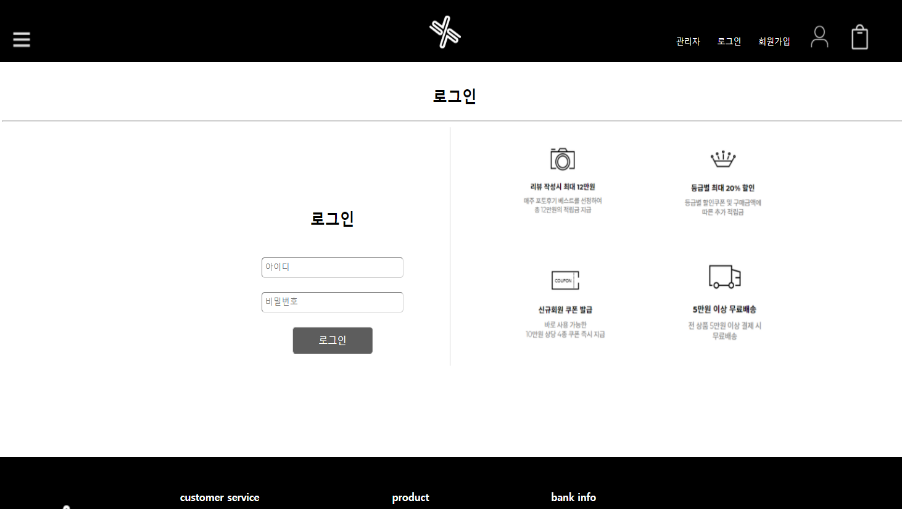 관리자 로그인 회원가입
로그인
로그인
아이디
비밀번호
로그인
리뷰 작성시 최대 12만원
매주 포토후기 베스트를 선정하여
총 12만원의 적립금 지급
등급별 최대 20% 할인
등급별 할인쿠폰 및 구매금액에
따른 추가 적립금
COUPON
신규회원 쿠폰 발급
바로 사용 가능한
10만원 상당 4종 쿠폰 즉시 지급
5만원 이상 무료배송
전 상품 5만원 이상 결제 시
무료배송
customer service product bank info